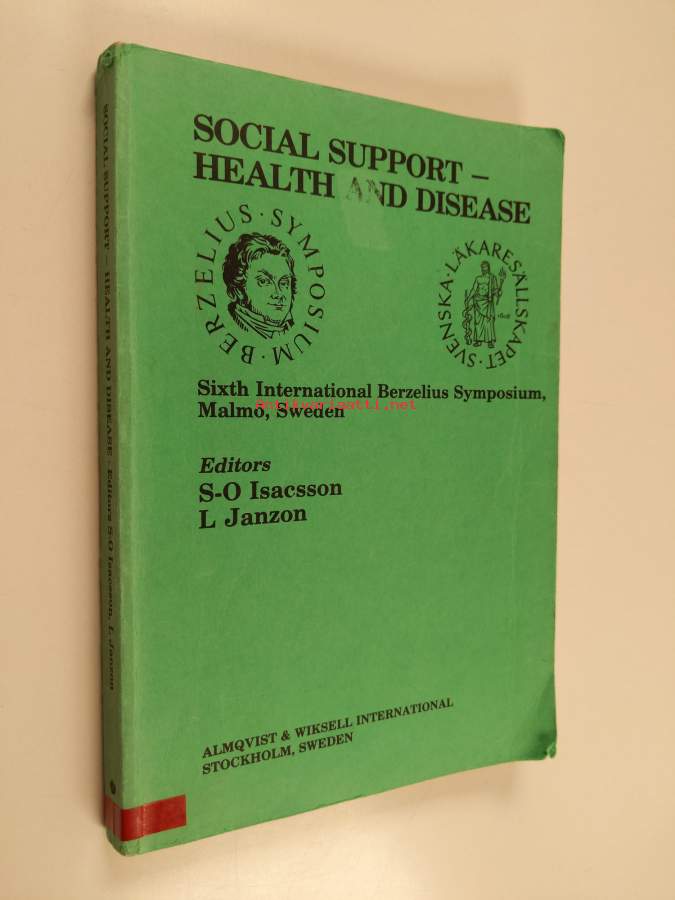 SOCIAL SUPPORT –
HEALTH AND DISEASE
BERZELIUS · SYMPOSIUM ·
SVENSKA · LÄKARESÄLLSKAPET ·
1808
Sixth International Berzelius Symposium,
Malmö, Sweden
Antikvariaatti.net
Editors
S-O Isacsson
L Janzon
ALMQVIST & WIKSELL INTERNATIONAL
STOCKHOLM, SWEDEN
SOCIAL SUPPORT – HEALTH AND DISEASE · Editors S-O Isacsson, L Janzon